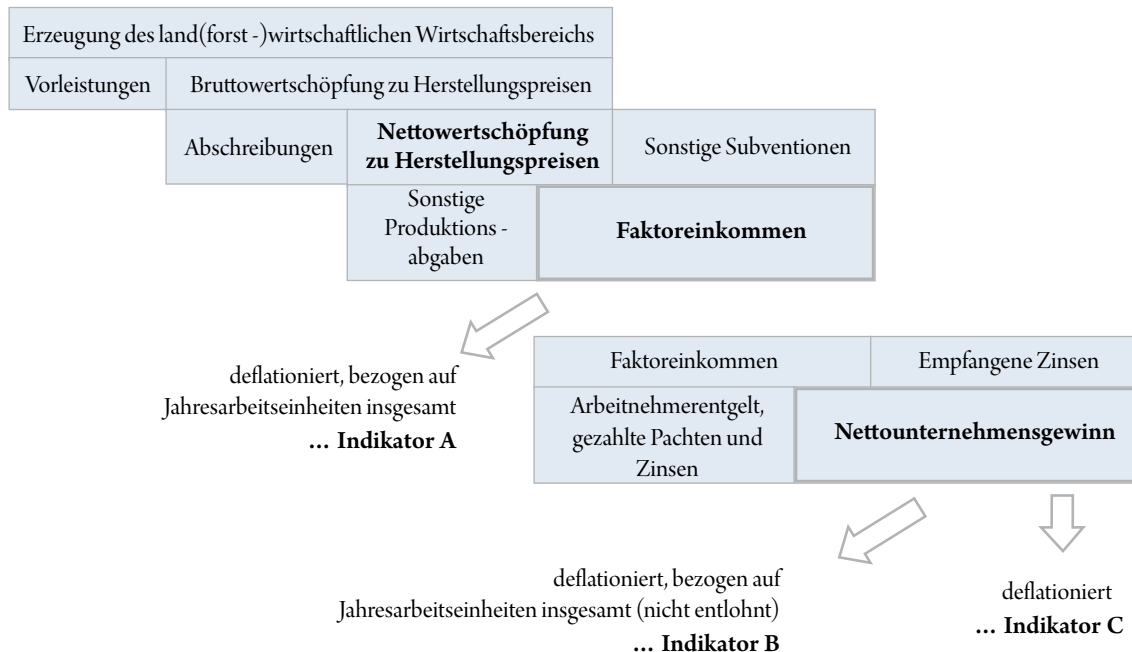 Erzeugung des land(forst -)wirtschaftlichen Wirtschaftsbereichs
Vorleistungen
Bruttowertschöpfung zu Herstellungspreisen
Abschreibungen
Nettowertschöpfung
zu Herstellungspreisen
Sonstige Subventionen
Sonstige
Produktions -
abgaben
Faktoreinkommen
deflationiert, bezogen auf
Jahresarbeitseinheiten insgesamt
... Indikator A
Faktoreinkommen
Empfangene Zinsen
Arbeitnehmerentgelt,
gezahlte Pachten und
Zinsen
Nettounternehmensgewinn
deflationiert, bezogen auf
Jahresarbeitseinheiten insgesamt (nicht entlohnt)
... Indikator B
deflationiert
... Indikator C